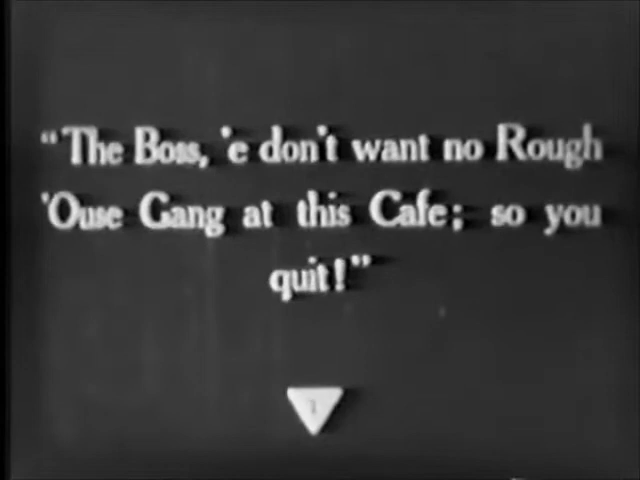 “The Boss, 'e don't want no Rough
'Ouse Gang at this Cafe; so you
quit!”